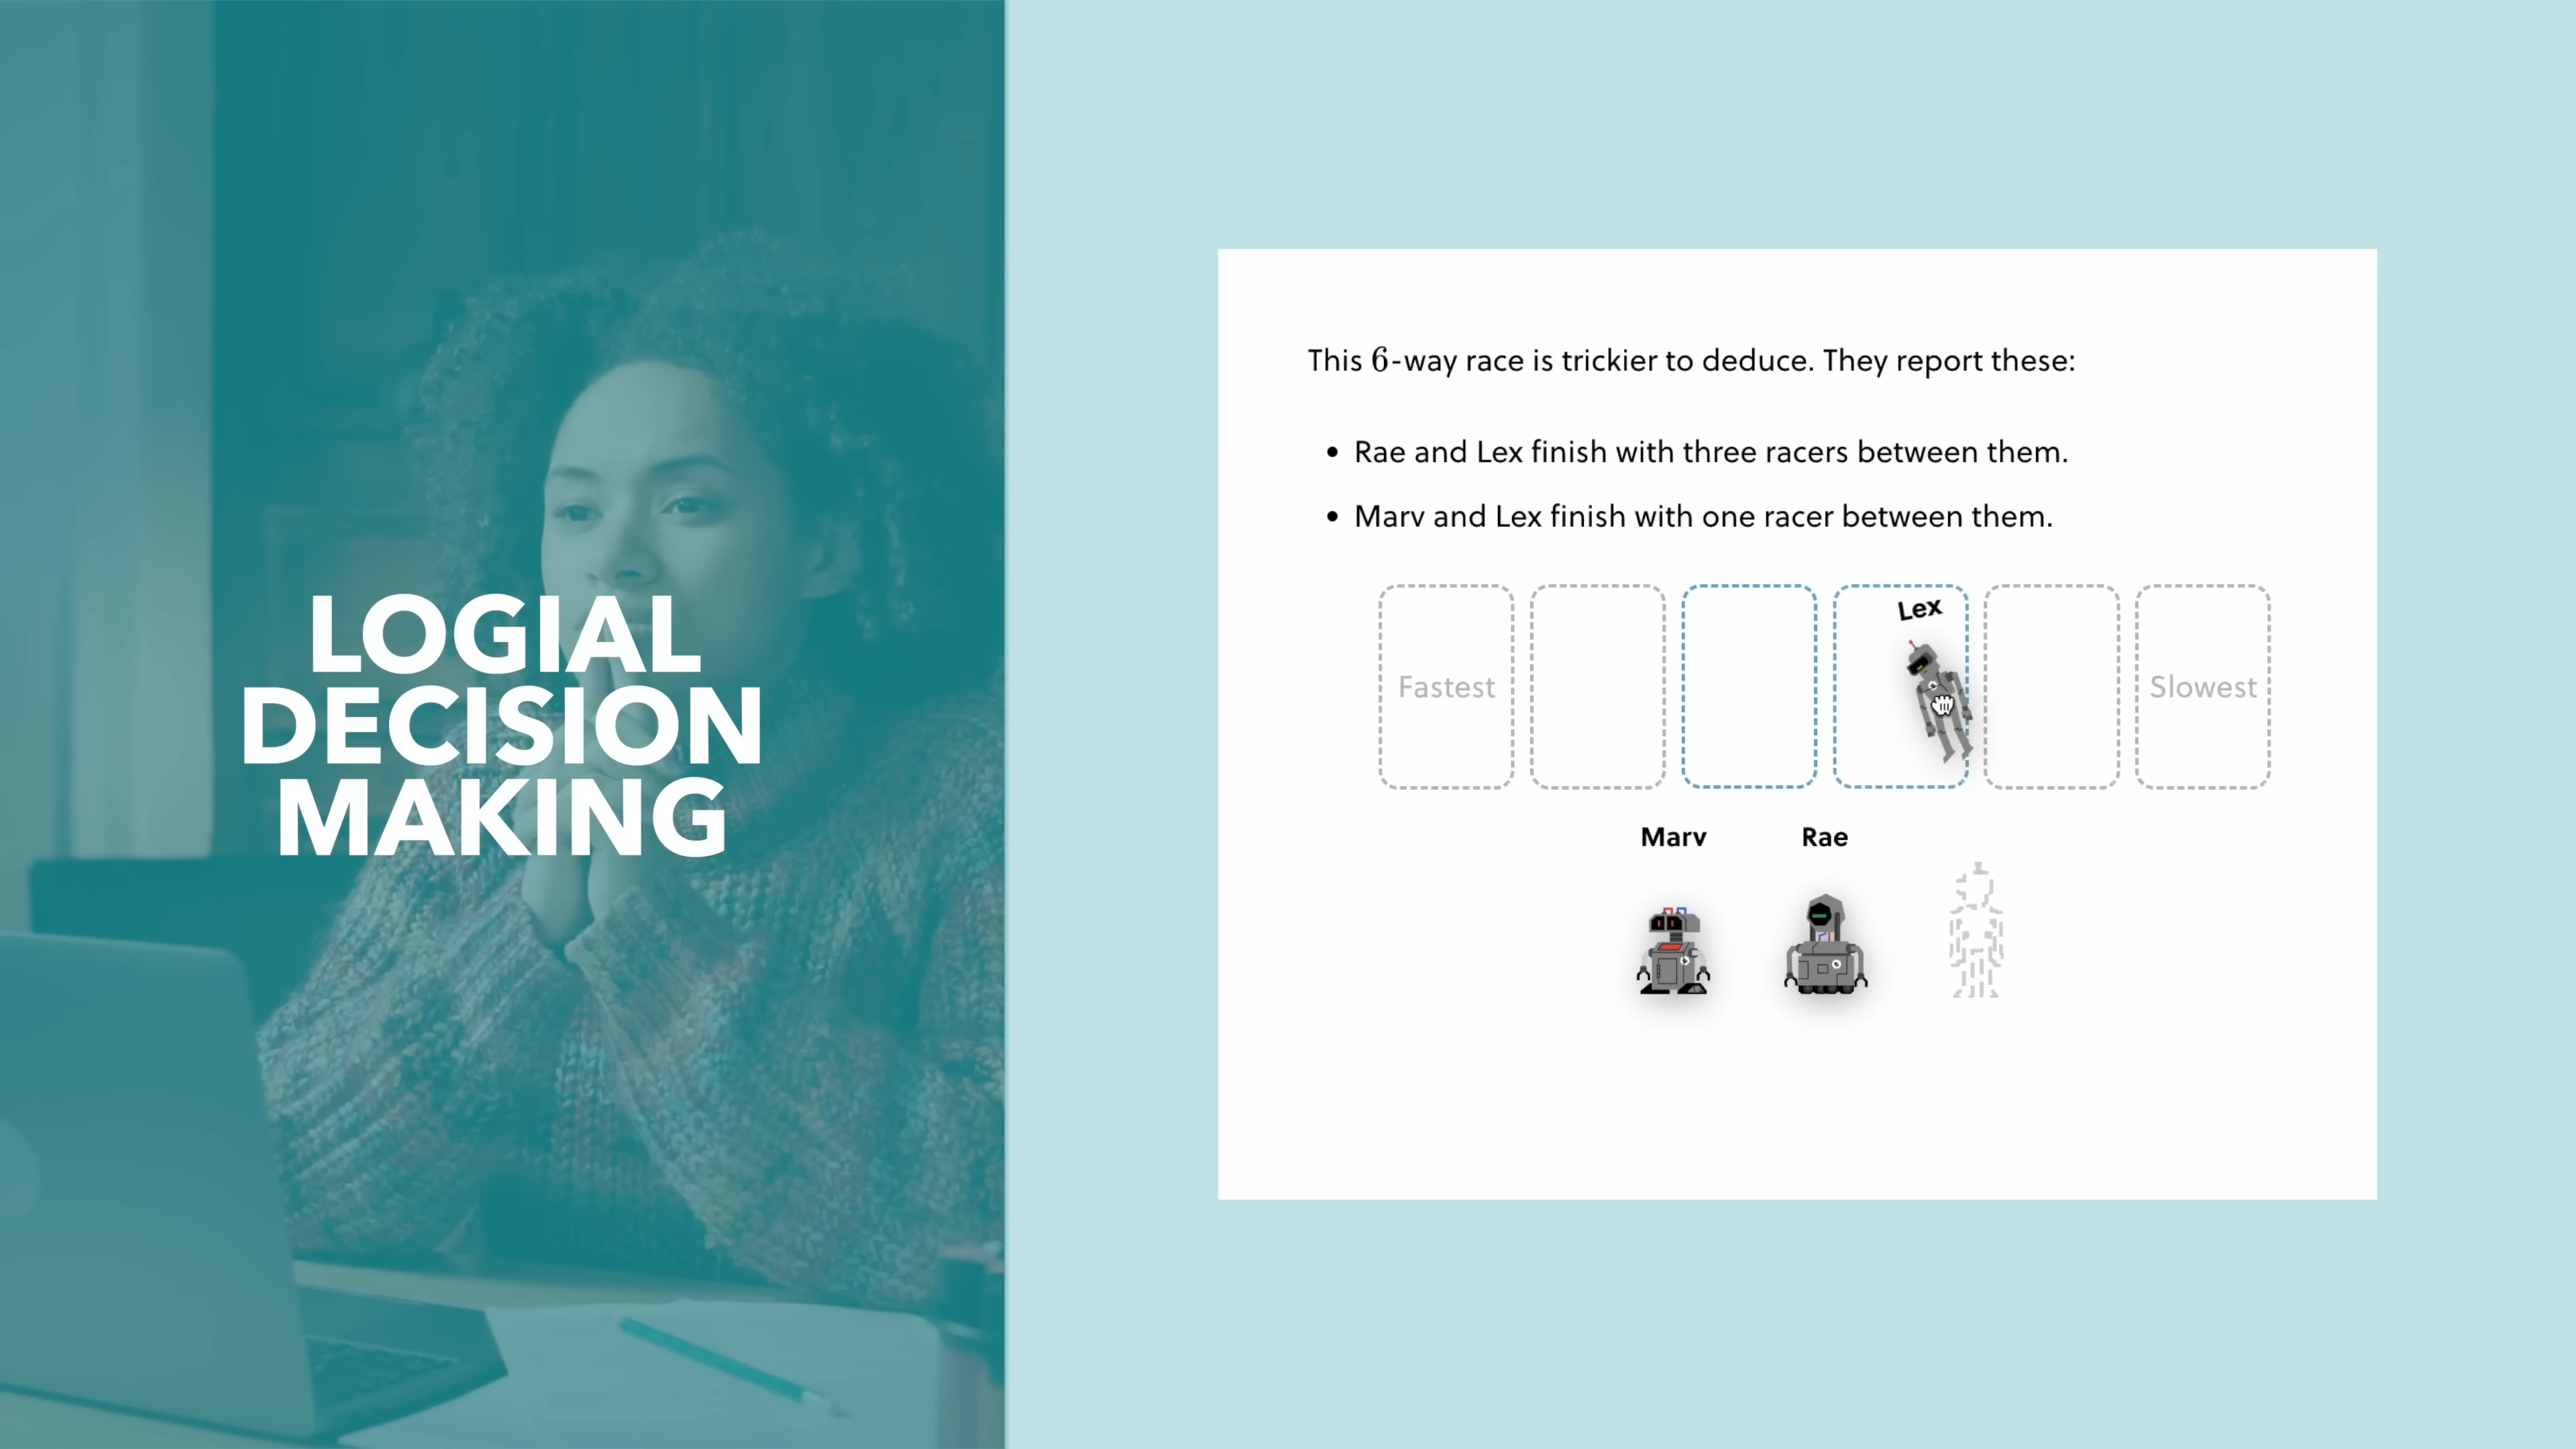 LOGIAL
DECISION
MAKING
This 6-way race is trickier to deduce. They report these:
• Rae and Lex finish with three racers between them.
• Marv and Lex finish with one racer between them.
Fastest
Lex
Slowest
Marv
Rae